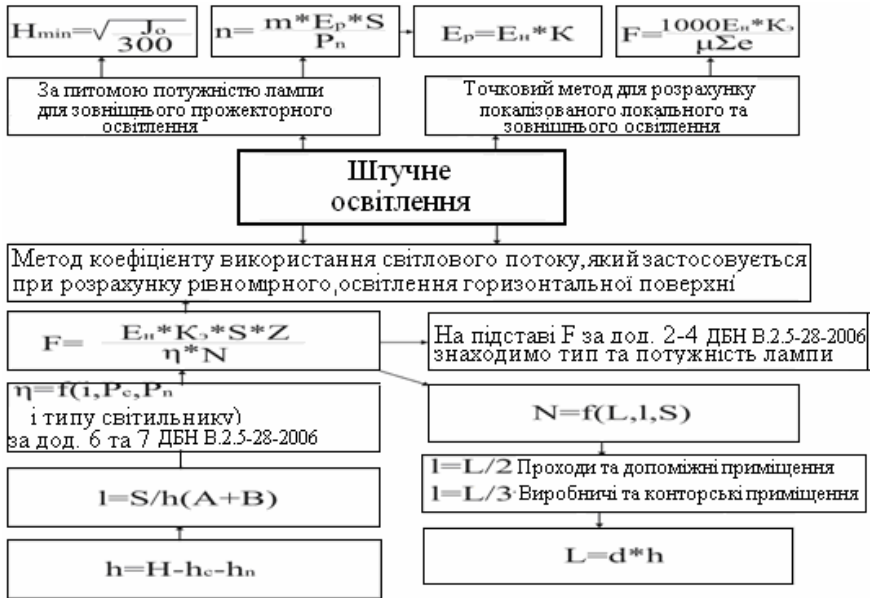 Hmin=√Jo/300
n= m*Ep*S/Pn
Ep=Eн*K
F=1000Eн*Kэ/μΣe
За питомою потужністю лампи
для зовнішнього прожекторного
освітлення
Точковий метод для розрахунку
покалізованого локального та
зовнішнього освітлення
Штучне
освітлення
Метод коефіцієнту використання світлового потоку,який застосовується
при розрахунку рівномірного,освітлення горизонтальної поверхні
F= Eн*Kэ*S*Z/η*N
На підставі F за дод. 2-4 ДБН В.2.5-28-2006
знаходимо тип та потужність лампи
η=f(i,Pc,Pn
і типу світильнику)
за дод. 6 та 7 ДБН В.2.5-28-2006
N=f(L,l,S)
l=S/h(A+B)
l=L/2 Проходи та допоміжні приміщення
l=L/3 Виробничі та конторські приміщення
h=H-hc-hn
L=d*h